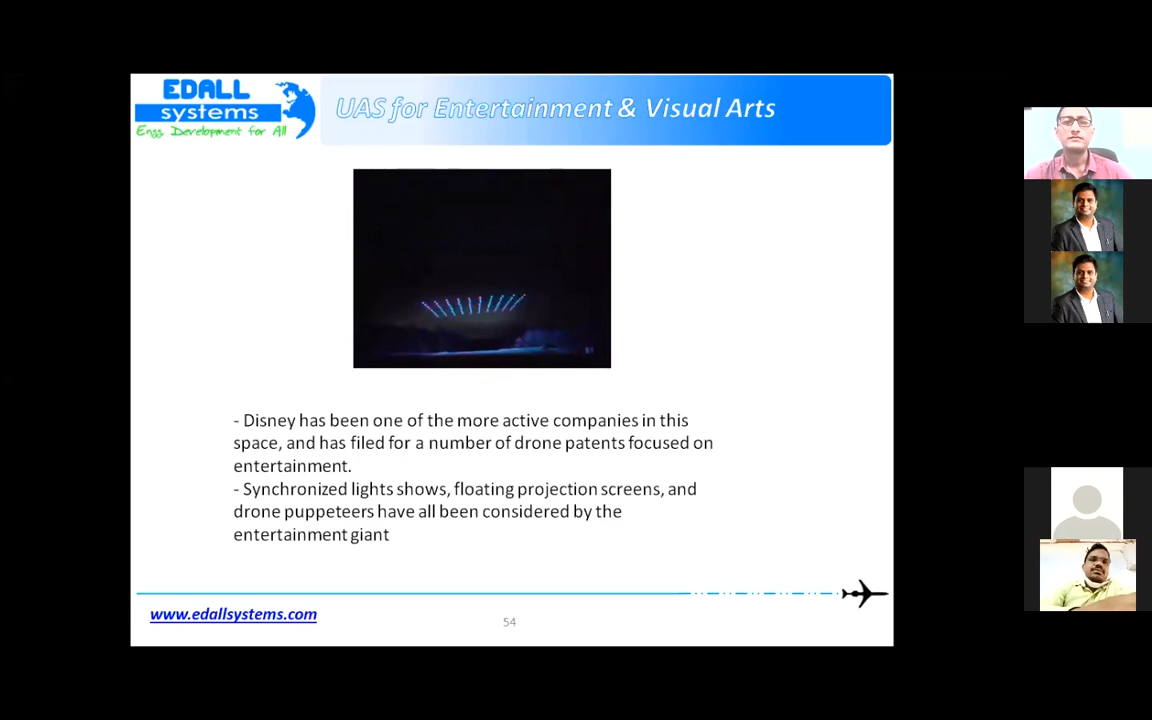 EDALL
systems
Engg. Development for All
UAS for Entertainment & Visual Arts
- Disney has been one of the more active companies in this
space, and has filed for a number of drone patents focused on
entertainment.
- Synchronized lights shows, floating projection screens, and
drone puppeteers have all been considered by the
entertainment giant
www.edallsystems.com
54